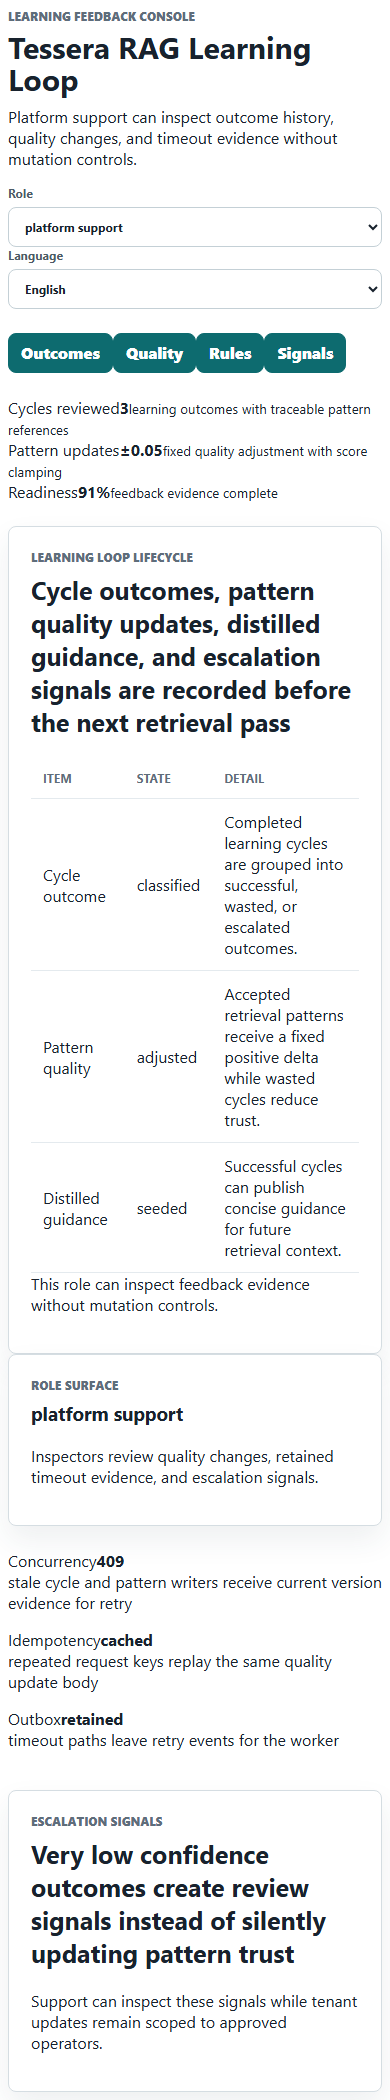 LEARNING FEEDBACK CONSOLE
Tessera RAG Learning
Loop
Platform support can inspect outcome history,
quality changes, and timeout evidence without
mutation controls.
Role
platform support
Language
English
Outcomes Quality Rules Signals
Cycles reviewed3learning outcomes with traceable pattern
references
Pattern updates±0.05fixed quality adjustment with score
clamping
Readiness91%feedback evidence complete
LEARNING LOOP LIFECYCLE
Cycle outcomes, pattern
quality updates, distilled
guidance, and escalation
signals are recorded before
the next retrieval pass
ITEM STATE DETAIL
Cycle
outcome
classified
Completed
learning cycles
are grouped into
successful,
wasted, or
escalated
outcomes.
Pattern
quality
adjusted
Accepted
retrieval patterns
receive a fixed
positive delta
while wasted
cycles reduce
trust.
Distilled
guidance
seeded
Successful cycles
can publish
concise guidance
for future
retrieval context.
This role can inspect feedback evidence
without mutation controls.
ROLE SURFACE
platform support
Inspectors review quality changes, retained
timeout evidence, and escalation signals.
Concurrency409
stale cycle and pattern writers receive current version
evidence for retry
Idempotencycached
repeated request keys replay the same quality
update body
Outboxretained
timeout paths leave retry events for the worker
ESCALATION SIGNALS
Very low confidence
outcomes create review
signals instead of silently
updating pattern trust
Support can inspect these signals while tenant
updates remain scoped to approved
operators.